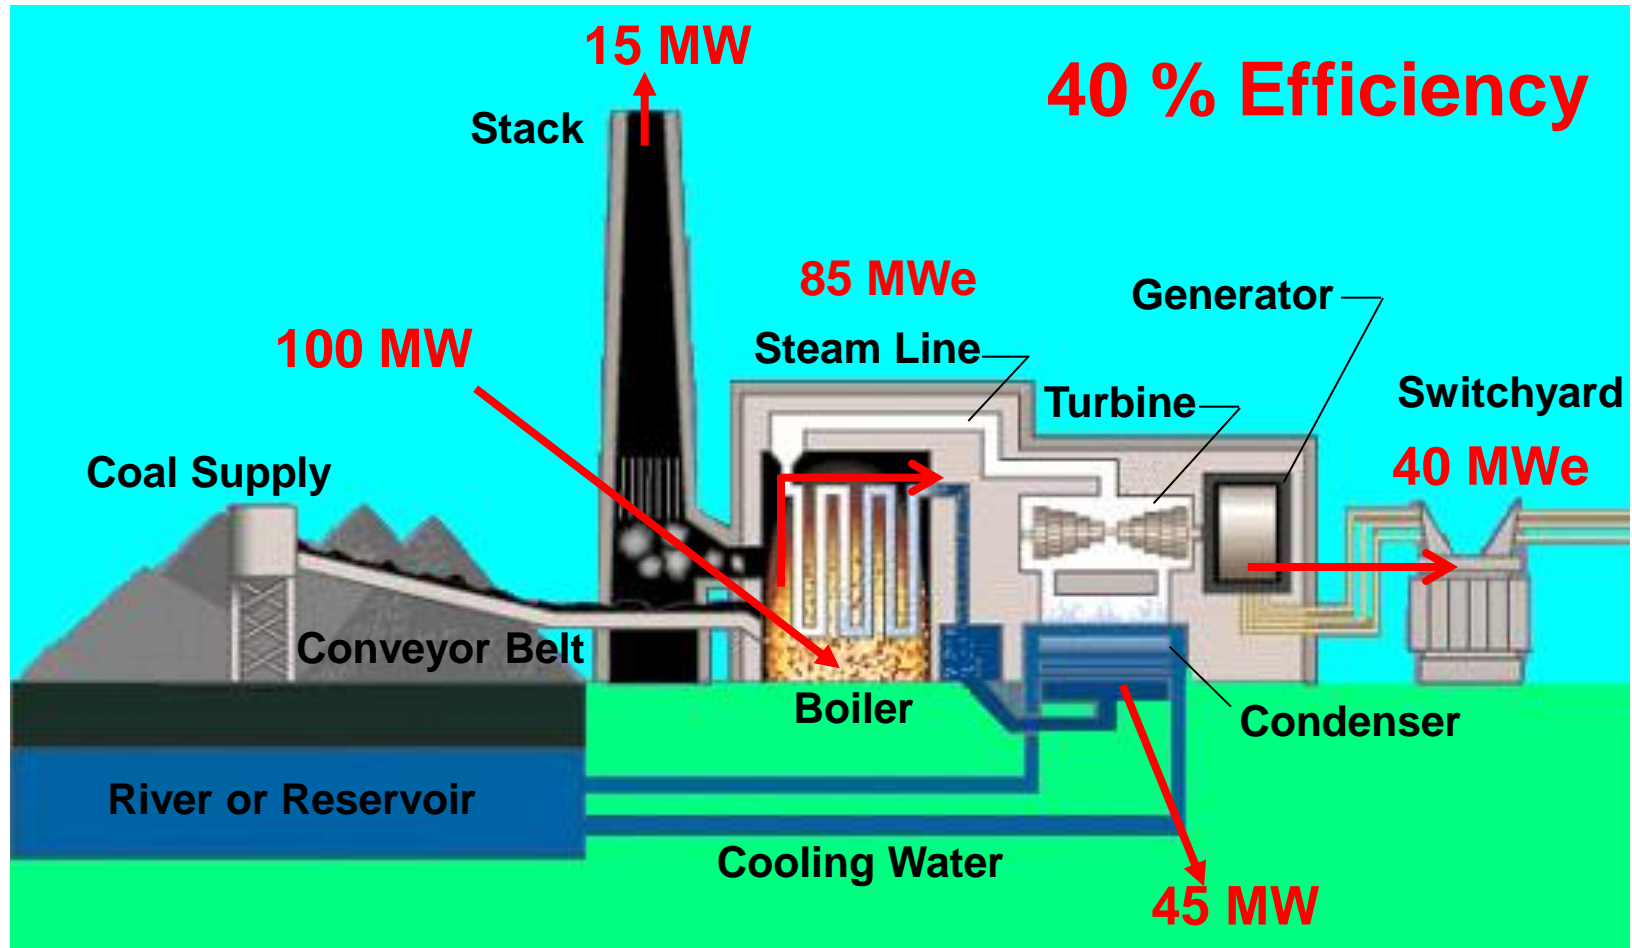 15 MW
40 % Efficiency
Stack
85 MWe
Generator
100 MW
Steam Line
Turbine
Switchyard
Coal Supply
40 MWe
Conveyor Belt
Boiler
Condenser
River or Reservoir
Cooling Water
45 MW